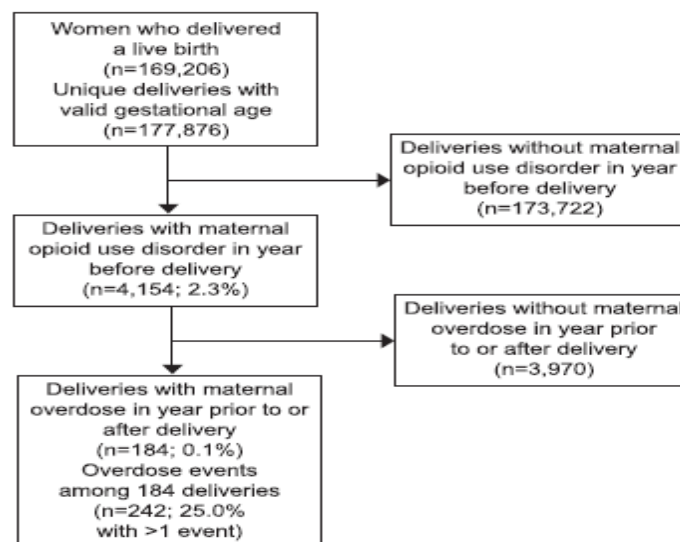 Women who delivered
a live birth
(n=169,206)
Unique deliveries with
valid gestational age
(n=177,876)
Deliveries without maternal
opioid use disorder in year
before delivery
(n=173,722)
Deliveries with maternal
opioid use disorder in year
before delivery
(n=4,154; 2.3%)
Deliveries without maternal
overdose in year prior
to or after delivery
(n=3,970)
Deliveries with maternal
overdose in year prior to or
after delivery
(n=184; 0.1%)
Overdose events
among 184 deliveries
(n=242; 25.0%
with >1 event)